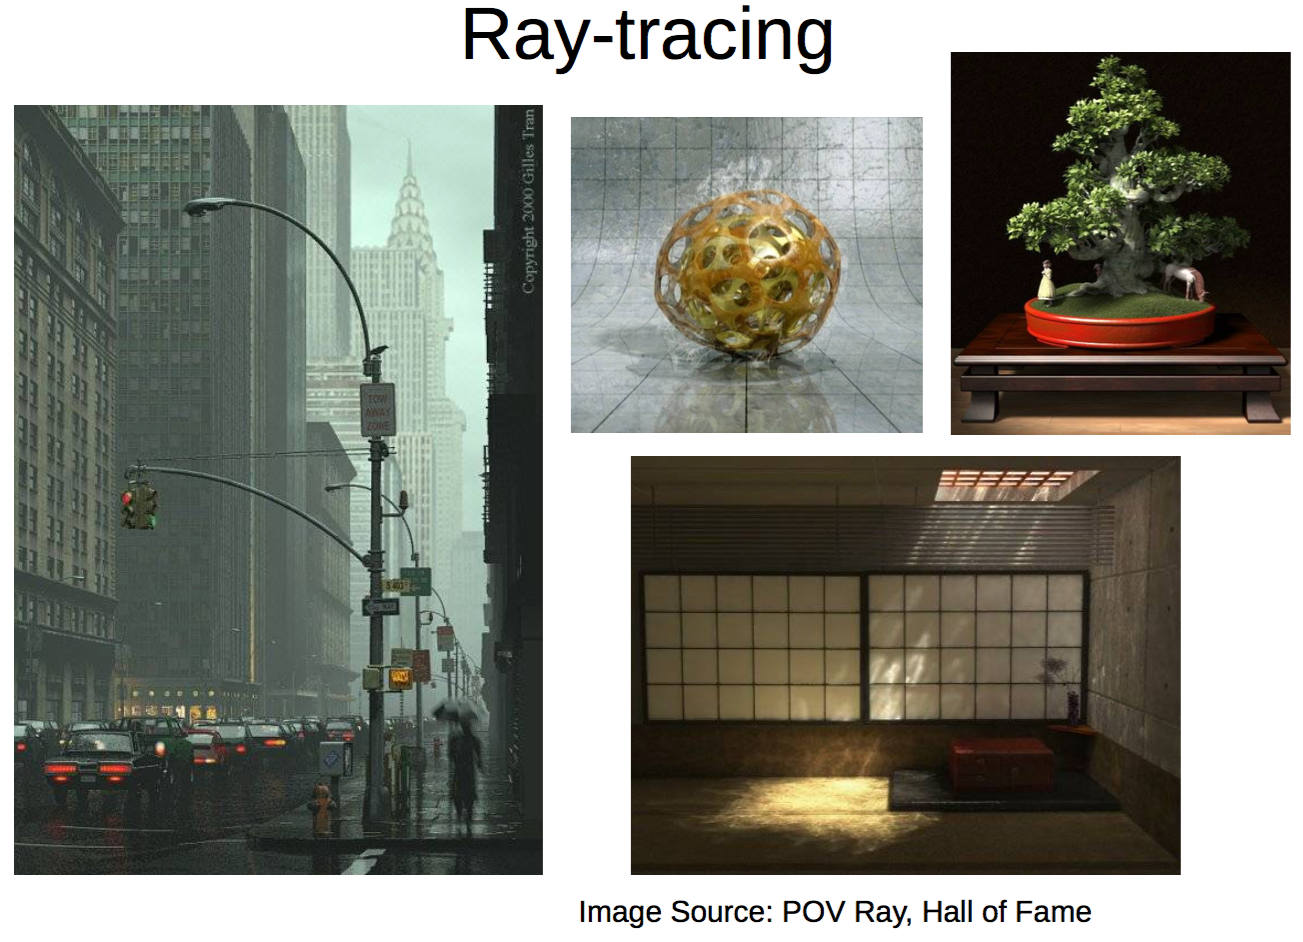 Ray-tracing
Copyright 2000 Gilles Tran
TOW
AWAY
ZONE
Image Source: POV Ray, Hall of Fame